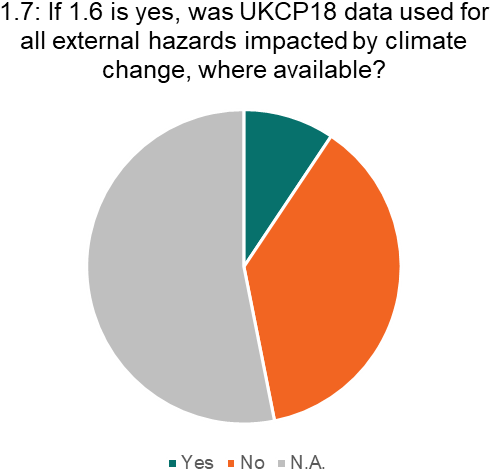 1.7: If 1.6 is yes, was UKCP18 data used for
all external hazards impacted by climate
change, where available?
Yes No N.A.